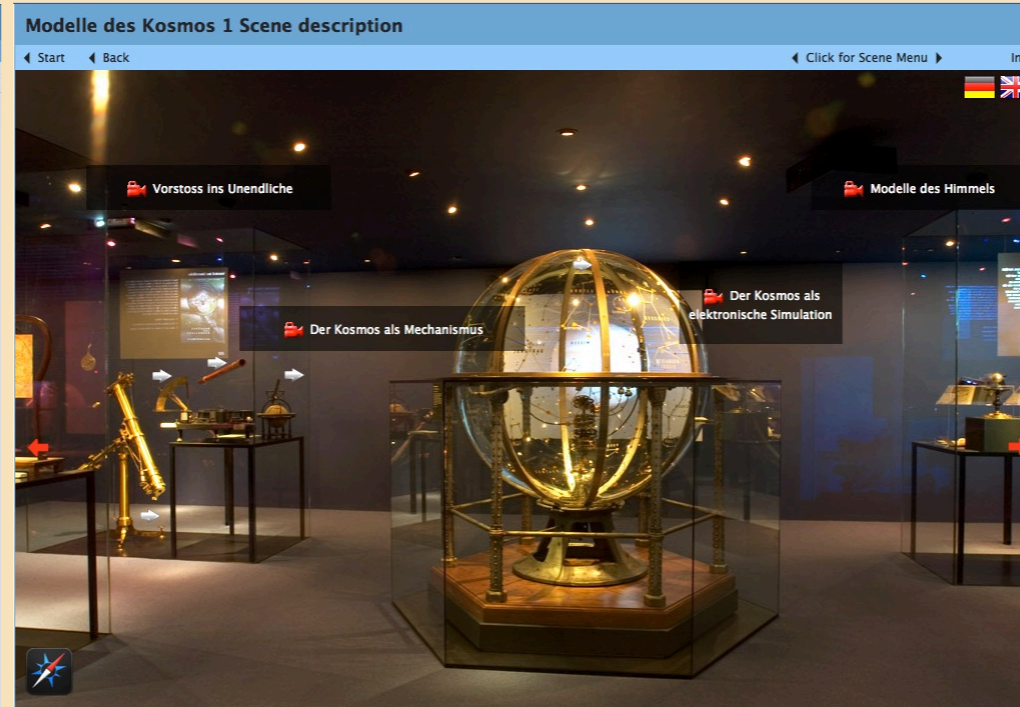 Modelle des Kosmos 1 Scene description
Start Back Click for Scene Menu
Vorstoss ins Unendliche
Modelle des Himmels
Der Kosmos als
elektronische Simulation
Der Kosmos als Mechanismus